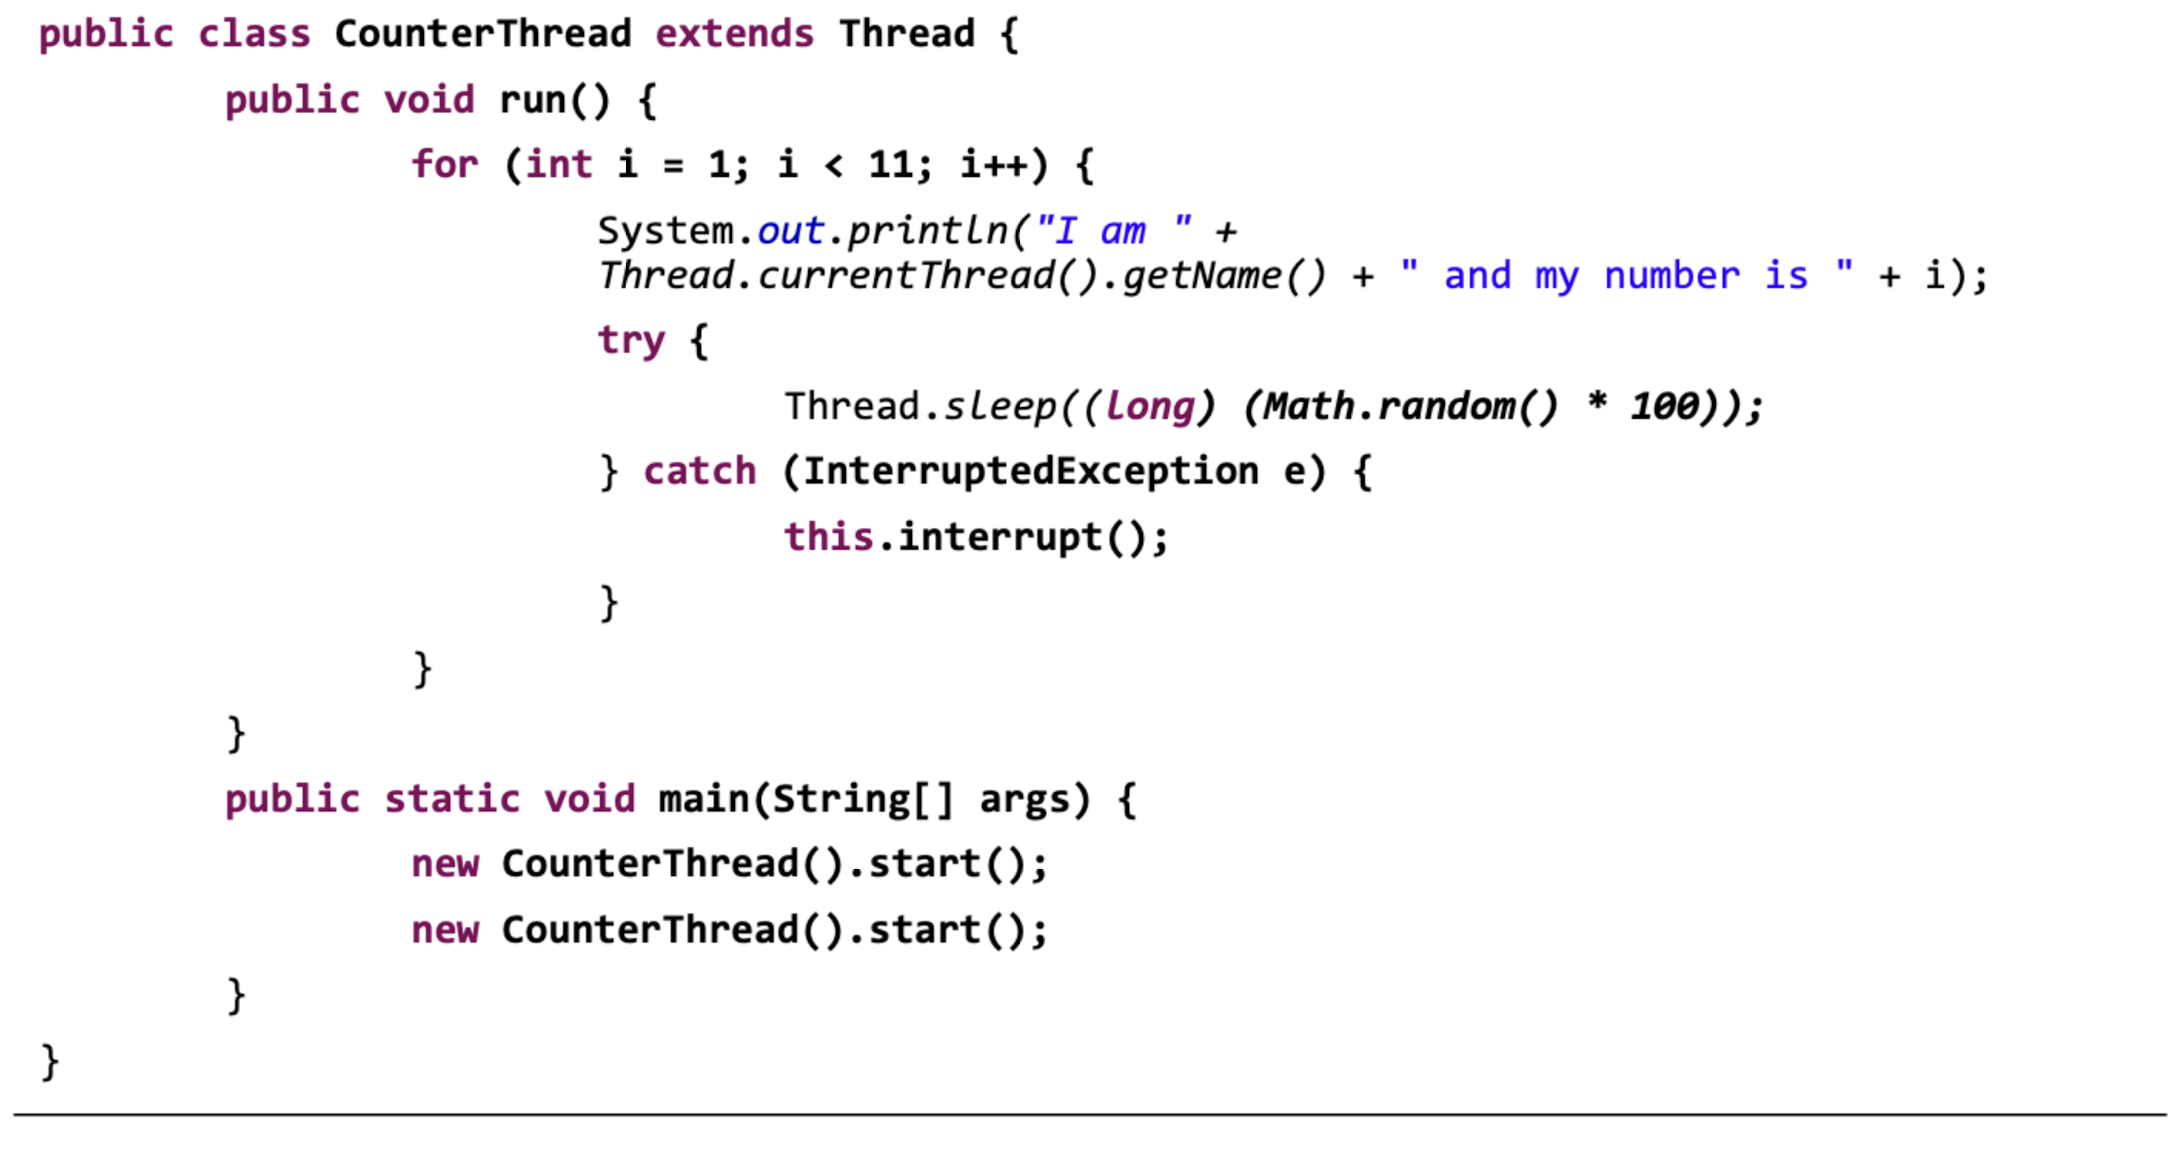 public class CounterThread extends Thread {
public void run() {
for (int i = 1; i < 11; i++) {
System.out.println("I am " +
Thread.currentThread().getName() + " and my number is " + i);
try {
Thread.sleep((long) (Math.random() * 100));
} catch (InterruptedException e) {
this.interrupt();
}
}
}
public static void main(String[] args) {
new CounterThread().start();
new CounterThread().start();
}
}